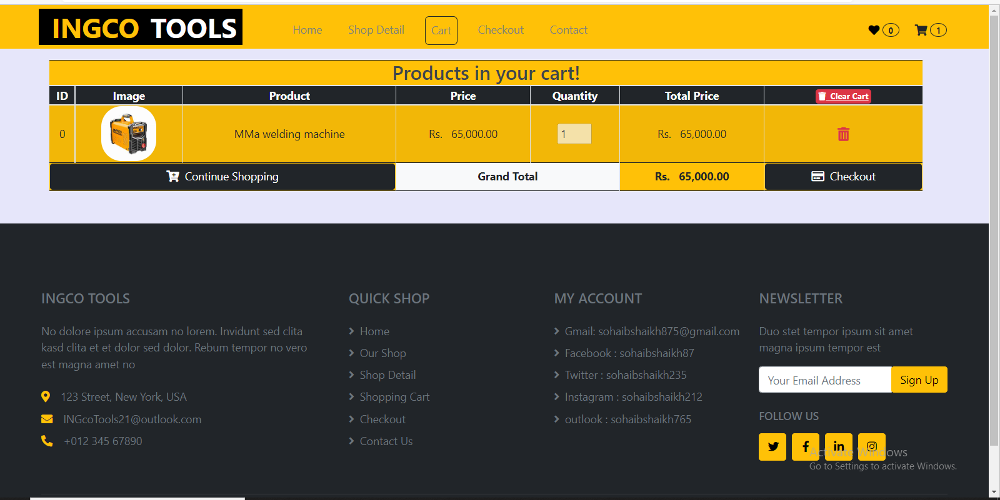 INGCO TOOLS
Home Shop Detail Cart Checkout Contact 0 1
Products in your cart!
ID Image Product Price Quantity Total Price Clear Cart
0 MMa welding machine Rs. 65,000.00 1 Rs. 65,000.00
Continue Shopping Grand Total Rs. 65,000.00 Checkout
INGCO TOOLS
No dolore ipsum accusam no lorem. Invidunt sed clita
kasd clita et et dolor sed dolor. Rebum tempor no vero
est magna amet no
123 Street, New York, USA
INGcoTools21@outlook.com
+012 345 67890
QUICK SHOP
Home
Our Shop
Shop Detail
Shopping Cart
Checkout
Contact Us
MY ACCOUNT
Gmail: sohaibshaikh875@gmail.com
Facebook : sohaibshaikh87
Twitter : sohaibshaikh235
Instagram : sohaibshaikh212
outlook : sohaibshaikh765
NEWSLETTER
Duo stet tempor ipsum sit amet
magna ipsum tempor est
Your Email Address Sign Up
FOLLOW US
Activate Windows
Go to Settings to activate Windows.